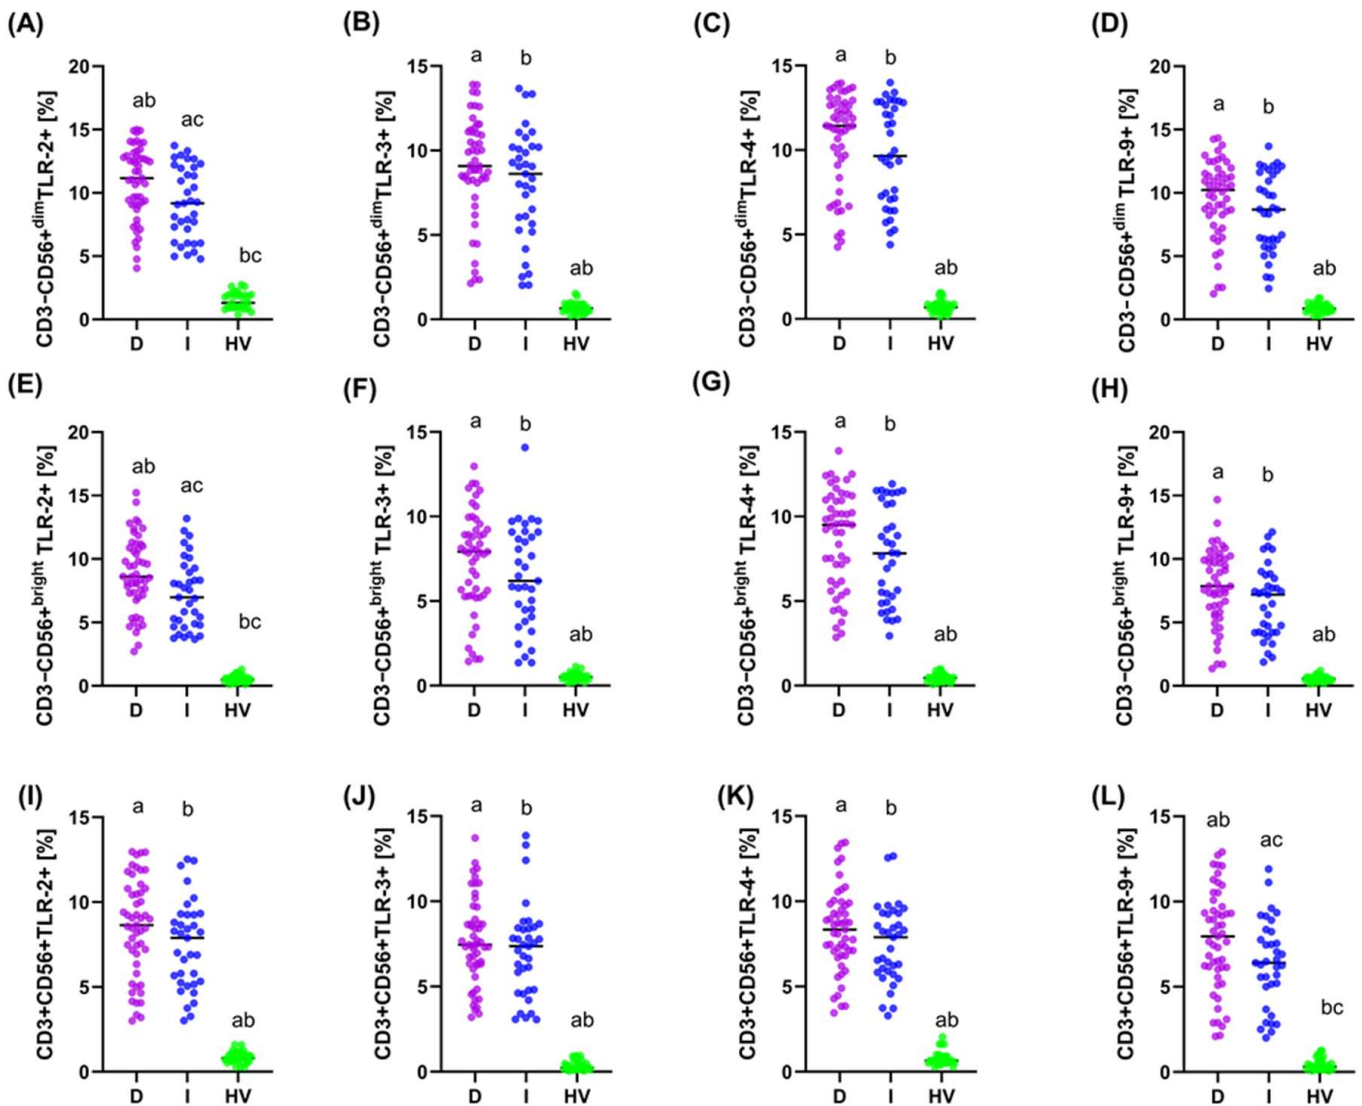 (A)
CD3−CD56+dimTLR-2+ [%]
20
15
10
5
0
ab
ac
bc
D I HV
(B)
CD3−CD56+dimTLR-3+ [%]
15
10
5
0
a
b
ab
D I HV
(C)
CD3−CD56+dimTLR-4+ [%]
15
10
5
0
a
b
ab
D I HV
(D)
CD3−CD56+dim TLR-9+ [%]
20
15
10
5
0
a
b
ab
D I HV
(E)
CD3−CD56+bright TLR-2+ [%]
20
15
10
5
0
ab
ac
bc
D I HV
(F)
CD3−CD56+bright TLR-3+ [%]
15
10
5
0
a
b
ab
D I HV
(G)
CD3−CD56+bright TLR-4+ [%]
15
10
5
0
a
b
ab
D I HV
(H)
CD3−CD56+bright TLR-9+ [%]
20
15
10
5
0
a
b
ab
D I HV
(I)
CD3+CD56+TLR-2+ [%]
15
10
5
0
a
b
ab
D I HV
(J)
CD3+CD56+TLR-3+ [%]
15
10
5
0
a
b
ab
D I HV
(K)
CD3+CD56+TLR-4+ [%]
15
10
5
0
a
b
ab
D I HV
(L)
CD3+CD56+TLR-9+ [%]
15
10
5
0
ab
ac
bc
D I HV